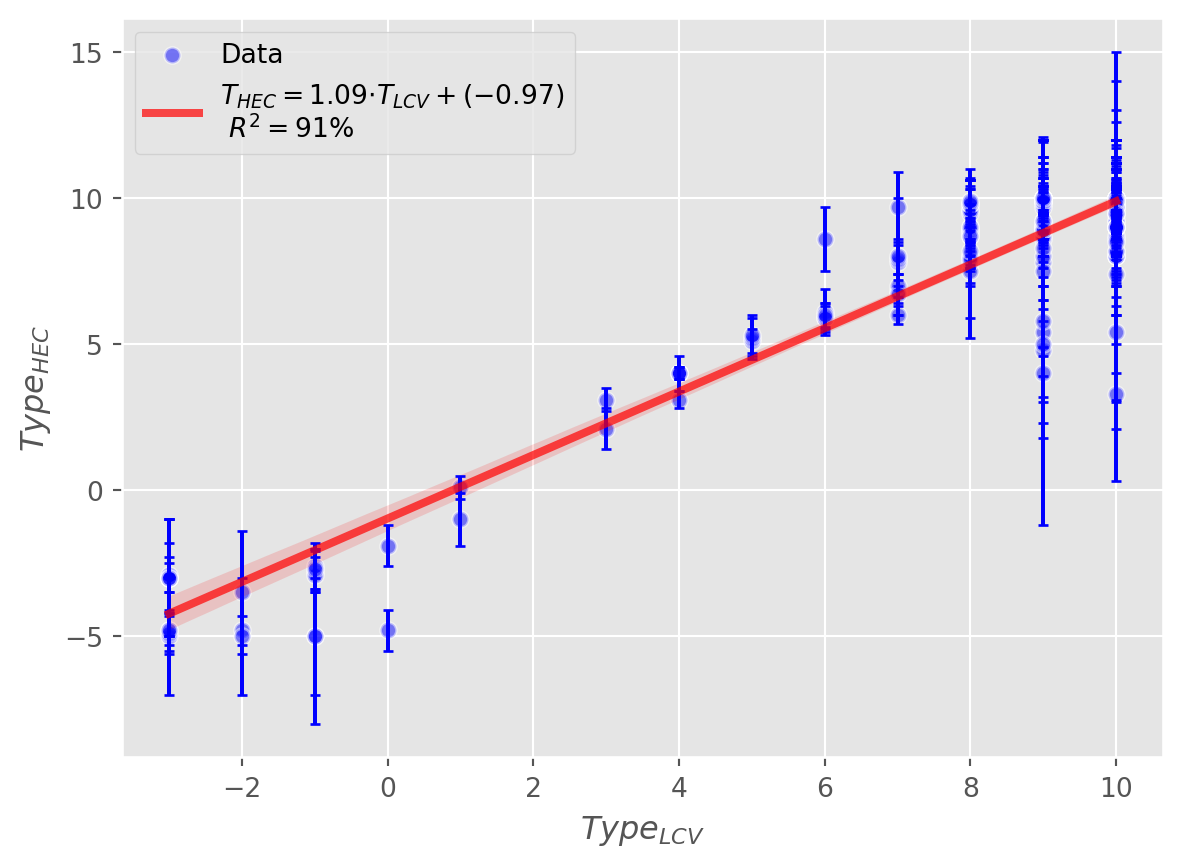 Data
T_HEC = 1.09·T_LCV + (−0.97)
R² = 91%
15
10
5
0
−5
Type_HEC
−2
0
2
4
6
8
10
Type_LCV